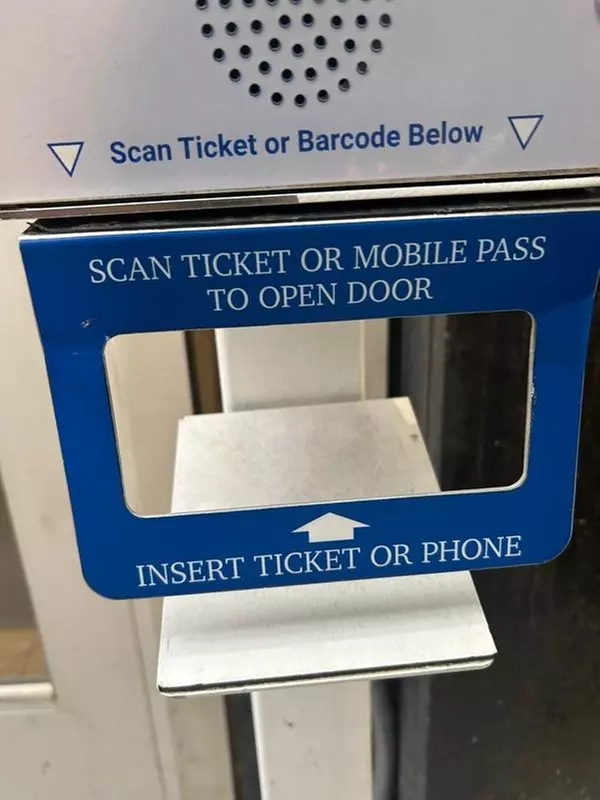 Scan Ticket or Barcode Below
SCAN TICKET OR MOBILE PASS
TO OPEN DOOR
INSERT TICKET OR PHONE